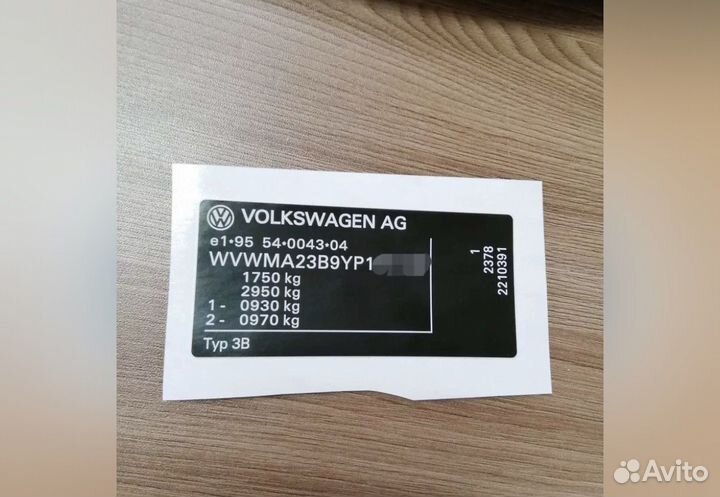 VOLKSWAGEN AG
e1•95 54•0043•04
WVWMA23B9YP1
1750 kg
2950 kg
1 - 0930 kg
2 - 0970 kg
Typ 3B
1
2378
2210391
Avito